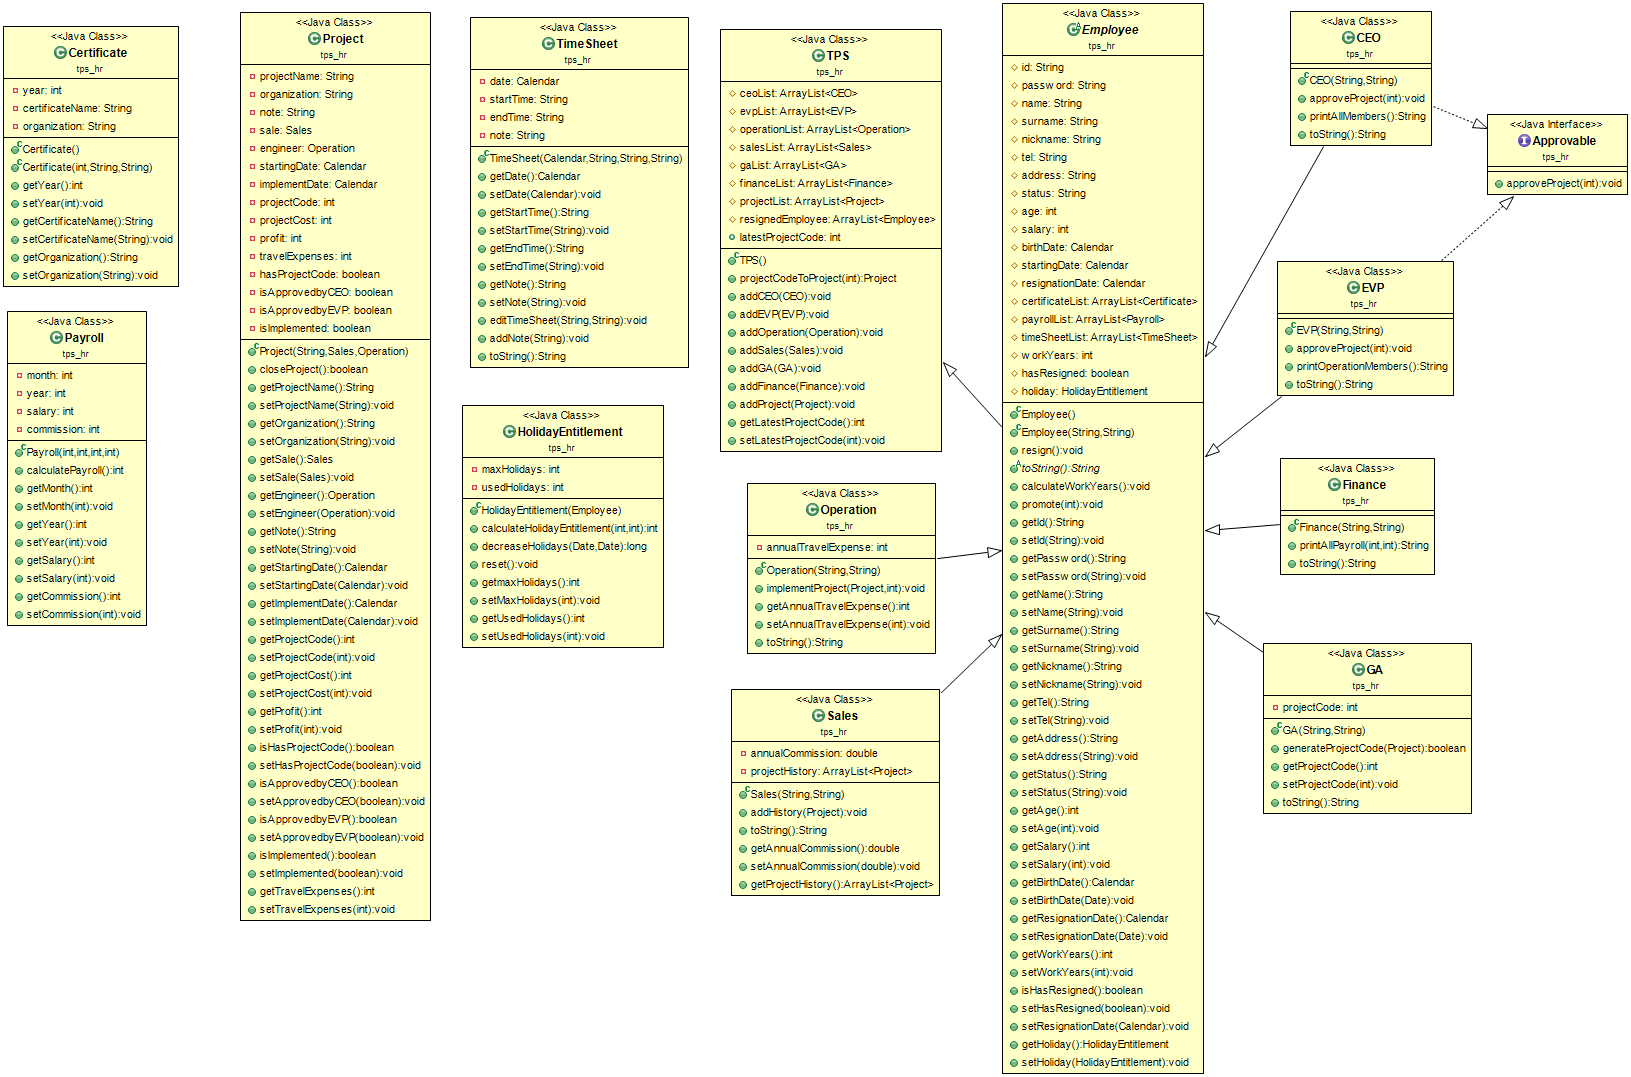 <<Java Class>>
Certificate
tps_hr
year: int
certificateName: String
organization: String
Certificate()
Certificate(int,String,String)
getYear():int
setYear(int):void
getCertificateName():String
setCertificateName(String):void
getOrganization():String
setOrganization(String):void
<<Java Class>>
Payroll
tps_hr
month: int
year: int
salary: int
commission: int
Payroll(int,int,int,int)
calculatePayroll():int
getMonth():int
setMonth(int):void
getYear():int
setYear(int):void
getSalary():int
setSalary(int):void
getCommission():int
setCommission(int):void
<<Java Class>>
Project
tps_hr
projectName: String
organization: String
note: String
sale: Sales
engineer: Operation
startingDate: Calendar
implementDate: Calendar
projectCode: int
projectCost: int
profit: int
travelExpenses: int
hasProjectCode: boolean
isApprovedbyCEO: boolean
isApprovedbyEVP: boolean
isImplemented: boolean
Project(String,Sales,Operation)
closeProject():boolean
getProjectName():String
setProjectName(String):void
getOrganization():String
setOrganization(String):void
getSale():Sales
setSale(Sales):void
getEngineer():Operation
setEngineer(Operation):void
getNote():String
setNote(String):void
getStartingDate():Calendar
setStartingDate(Calendar):void
getImplementDate():Calendar
setImplementDate(Calendar):void
getProjectCode():int
setProjectCode(int):void
getProjectCost():int
setProjectCost(int):void
getProfit():int
setProfit(int):void
isHasProjectCode():boolean
setHasProjectCode(boolean):void
isApprovedbyCEO():boolean
setApprovedbyCEO(boolean):void
isApprovedbyEVP():boolean
setApprovedbyEVP(boolean):void
isImplemented():boolean
setImplemented(boolean):void
getTravelExpenses():int
setTravelExpenses(int):void
<<Java Class>>
TimeSheet
tps_hr
date: Calendar
startTime: String
endTime: String
note: String
TimeSheet(Calendar,String,String,String)
getDate():Calendar
setDate(Calendar):void
getStartTime():String
setStartTime(String):void
getEndTime():String
setEndTime(String):void
getNote():String
setNote(String):void
editTimeSheet(String,String):void
addNote(String):void
toString():String
<<Java Class>>
HolidayEntitlement
tps_hr
maxHolidays: int
usedHolidays: int
HolidayEntitlement(Employee)
calculateHolidayEntitlement(int,int):int
decreaseHolidays(Date,Date):long
reset():void
getmaxHolidays():int
setMaxHolidays(int):void
getUsedHolidays():int
setUsedHolidays(int):void
<<Java Class>>
TPS
tps_hr
ceoList: ArrayList<CEO>
evpList: ArrayList<EVP>
operationList: ArrayList<Operation>
salesList: ArrayList<Sales>
gaList: ArrayList<GA>
financeList: ArrayList<Finance>
projectList: ArrayList<Project>
resignedEmployee: ArrayList<Employee>
latestProjectCode: int
TPS()
projectCodeToProject(int):Project
addCEO(CEO):void
addEVP(EVP):void
addOperation(Operation):void
addSales(Sales):void
addGA(GA):void
addFinance(Finance):void
addProject(Project):void
getLatestProjectCode():int
setLatestProjectCode(int):void
<<Java Class>>
Operation
tps_hr
annualTravelExpense: int
Operation(String,String)
implementProject(Project,int):void
getAnnualTravelExpense():int
setAnnualTravelExpense(int):void
toString():String
<<Java Class>>
Sales
tps_hr
annualCommission: double
projectHistory: ArrayList<Project>
Sales(String,String)
addHistory(Project):void
toString():String
getAnnualCommission():double
setAnnualCommission(double):void
getProjectHistory():ArrayList<Project>
<<Java Class>>
Employee
tps_hr
id: String
password: String
name: String
surname: String
nickname: String
tel: String
address: String
status: String
age: int
salary: int
birthDate: Calendar
startingDate: Calendar
resignationDate: Calendar
certificateList: ArrayList<Certificate>
payrollList: ArrayList<Payroll>
timeSheetList: ArrayList<TimeSheet>
workYears: int
hasResigned: boolean
holiday: HolidayEntitlement
Employee()
Employee(String,String)
resign():void
toString():String
calculateWorkYears():void
promote(int):void
getId():String
setId(String):void
getPassword():String
setPassword(String):void
getName():String
setName(String):void
getSurname():String
setSurname(String):void
getNickname():String
setNickname(String):void
getTel():String
setTel(String):void
getAddress():String
setAddress(String):void
getStatus():String
setStatus(String):void
getAge():int
setAge(int):void
getSalary():int
setSalary(int):void
getBirthDate():Calendar
setBirthDate(Date):void
getResignationDate():Calendar
setResignationDate(Date):void
getWorkYears():int
setWorkYears(int):void
isHasResigned():boolean
setHasResigned(boolean):void
setResignationDate(Calendar):void
getHoliday():HolidayEntitlement
setHoliday(HolidayEntitlement):void
<<Java Class>>
CEO
tps_hr
CEO(String,String)
approveProject(int):void
printAllMembers():String
toString():String
<<Java Interface>>
Approvable
tps_hr
approveProject(int):void
<<Java Class>>
EVP
tps_hr
EVP(String,String)
approveProject(int):void
printOperationMembers():String
toString():String
<<Java Class>>
Finance
tps_hr
Finance(String,String)
printAllPayroll(int,int):String
toString():String
<<Java Class>>
GA
tps_hr
projectCode: int
GA(String,String)
generateProjectCode(Project):boolean
getProjectCode():int
setProjectCode(int):void
toString():String